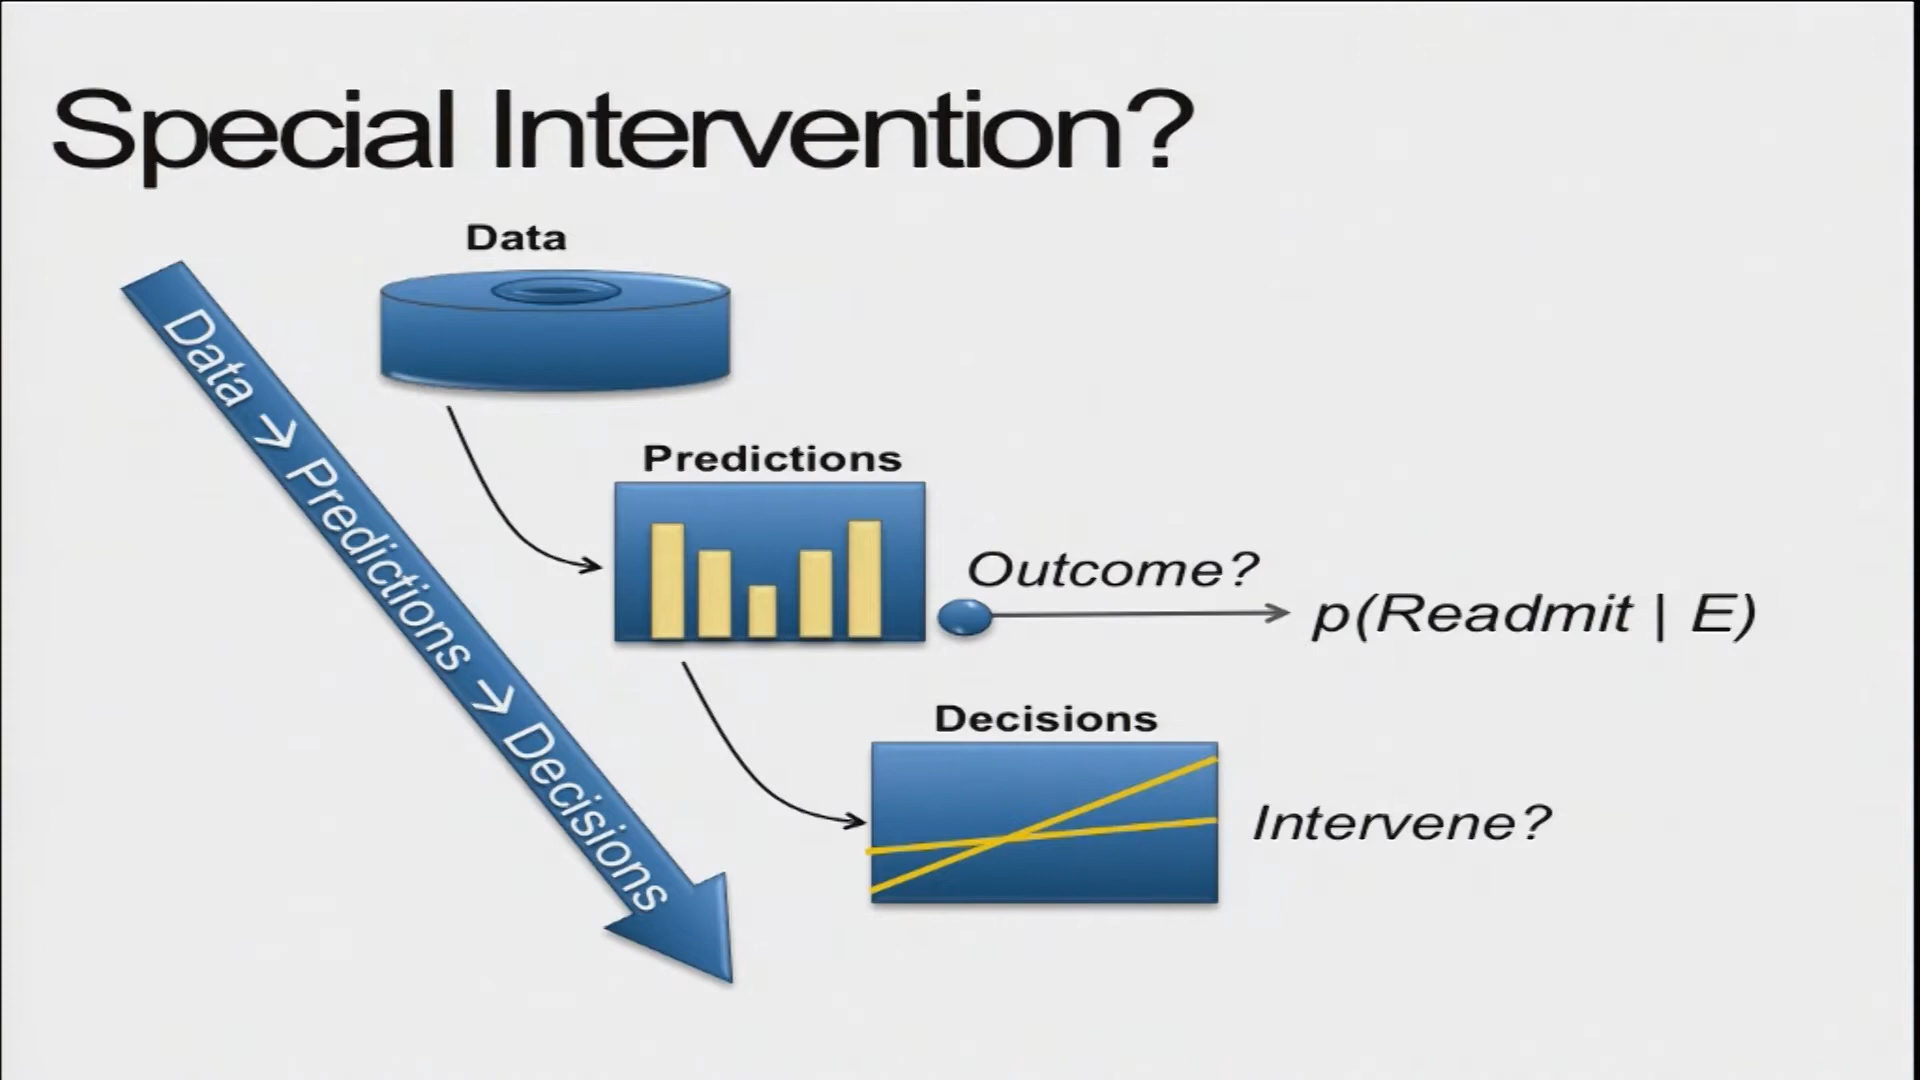 Special Intervention?
Data
Data → Predictions → Decisions
Predictions
Outcome?
p(Readmit | E)
Decisions
Intervene?